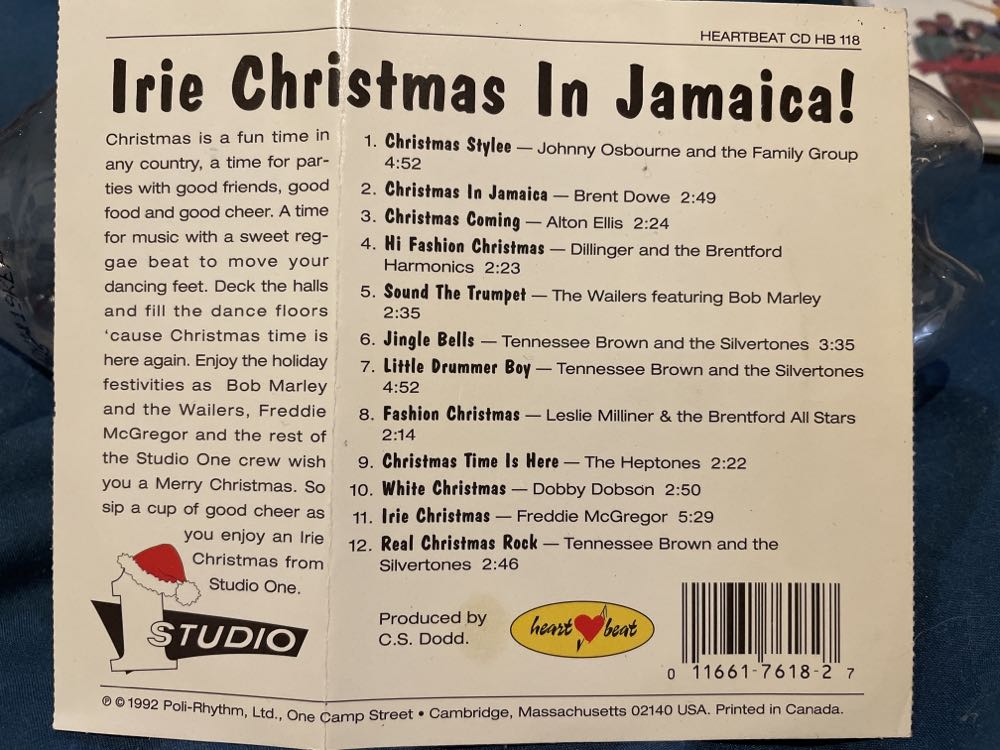 HEARTBEAT CD HB 118
Irie Christmas In Jamaica!
Christmas is a fun time in
any country, a time for par-
ties with good friends, good
food and good cheer. A time
for music with a sweet reg-
gae beat to move your
dancing feet. Deck the halls
and fill the dance floors
'cause Christmas time is
here again. Enjoy the holiday
festivities as Bob Marley
and the Wailers, Freddie
McGregor and the rest of
the Studio One crew wish
you a Merry Christmas. So
sip a cup of good cheer as
you enjoy an Irie
Christmas from
Studio One.
1 STUDIO
1. Christmas Stylee — Johnny Osbourne and the Family Group
4:52
2. Christmas In Jamaica — Brent Dowe 2:49
3. Christmas Coming — Alton Ellis 2:24
4. Hi Fashion Christmas — Dillinger and the Brentford
Harmonics 2:23
5. Sound The Trumpet — The Wailers featuring Bob Marley
2:35
6. Jingle Bells — Tennessee Brown and the Silvertones 3:35
7. Little Drummer Boy — Tennessee Brown and the Silvertones
4:52
8. Fashion Christmas — Leslie Milliner & the Brentford All Stars
2:14
9. Christmas Time Is Here — The Heptones 2:22
10. White Christmas — Dobby Dobson 2:50
11. Irie Christmas — Freddie McGregor 5:29
12. Real Christmas Rock — Tennessee Brown and the
Silvertones 2:46
Produced by
C.S. Dodd.
heart beat
0 11661-7618-2 7
℗ © 1992 Poli-Rhythm, Ltd., One Camp Street • Cambridge, Massachusetts 02140 USA. Printed in Canada.